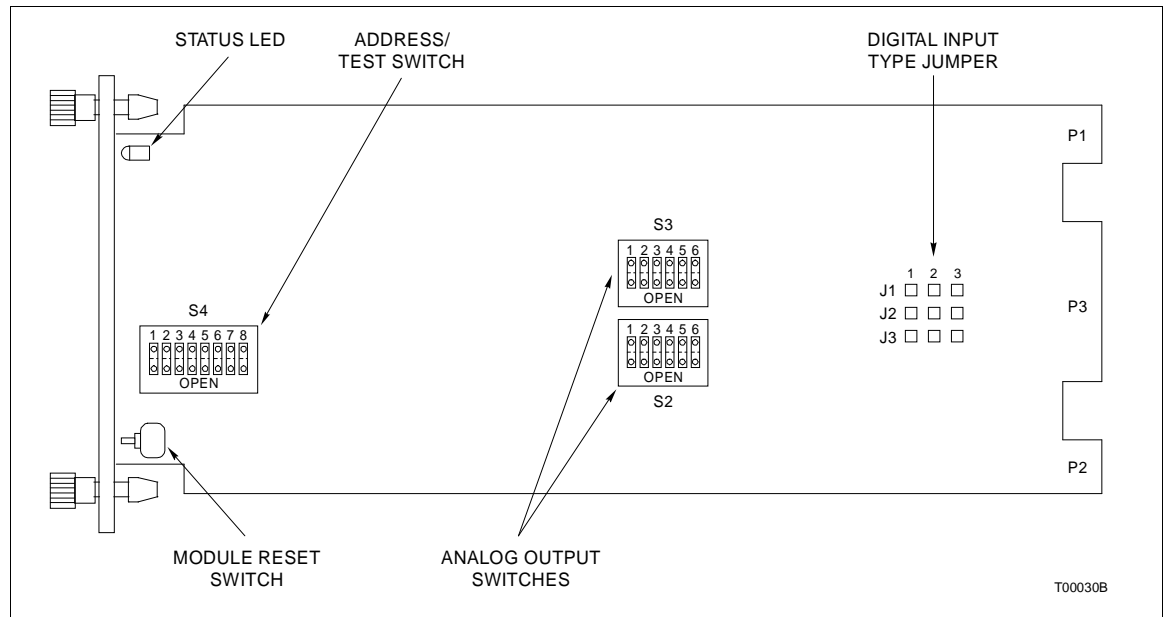 STATUS LED
ADDRESS/
TEST SWITCH
DIGITAL INPUT
TYPE JUMPER
P1
S3
1 2 3 4 5 6
OPEN
1 2 3
J1
J2
J3
P3
S4
1 2 3 4 5 6 7 8
OPEN
1 2 3 4 5 6
OPEN
S2
P2
MODULE RESET
SWITCH
ANALOG OUTPUT
SWITCHES
T00030B